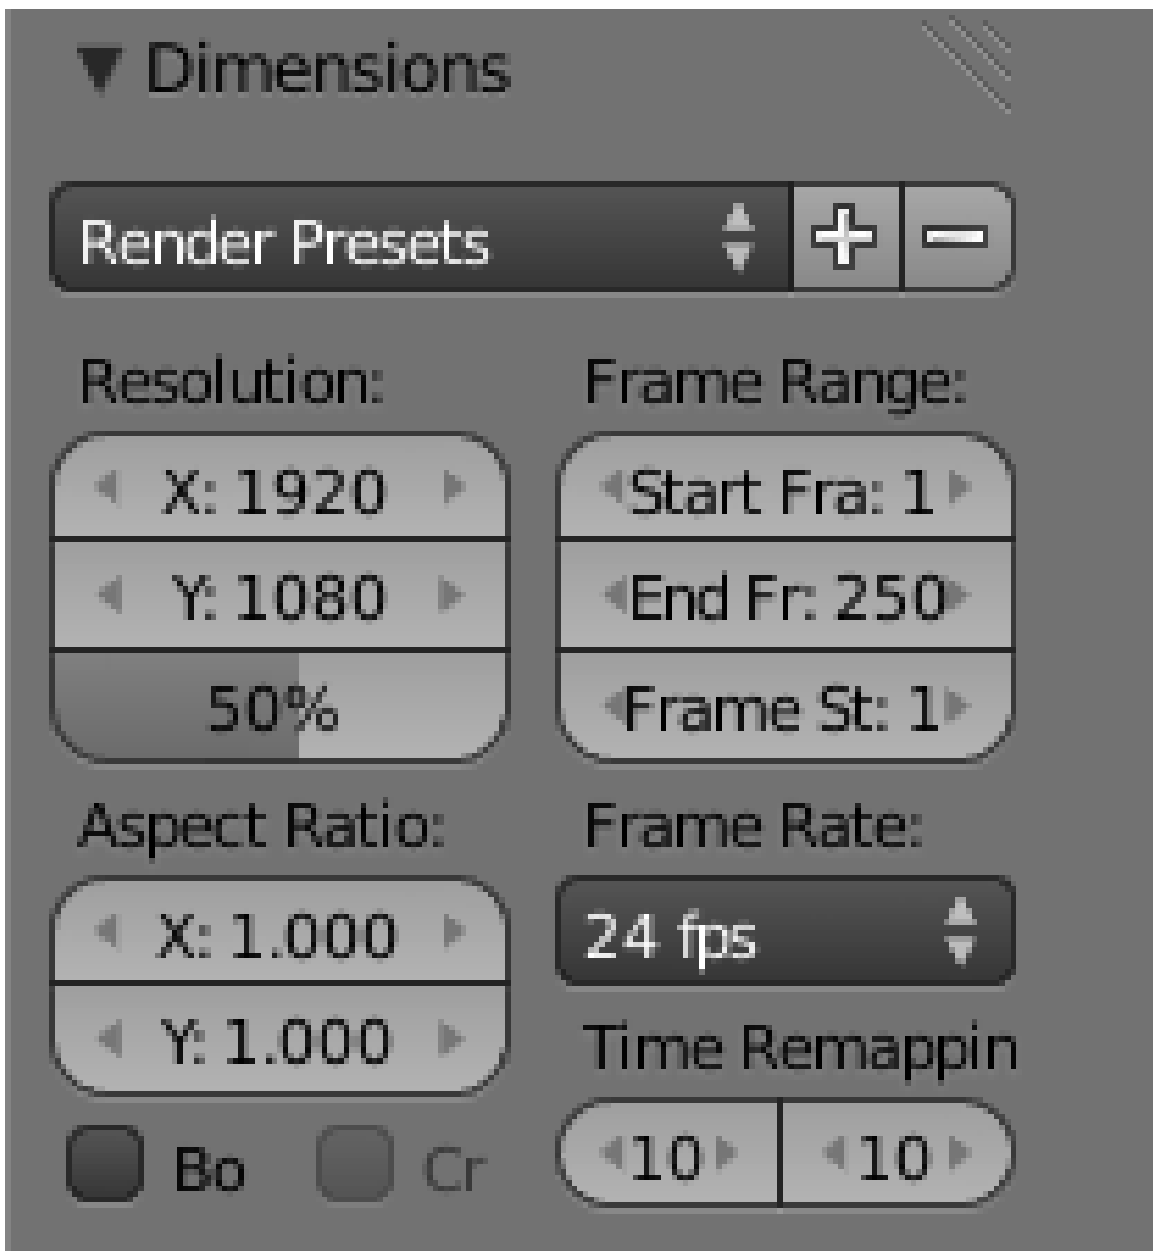 Dimensions
Render Presets
Resolution:
X: 1920
Y: 1080
50%
Frame Range:
Start Fra: 1
End Fr: 250
Frame St: 1
Aspect Ratio:
X: 1.000
Y: 1.000
Bo
Cr
Frame Rate:
24 fps
Time Remappin
10
10